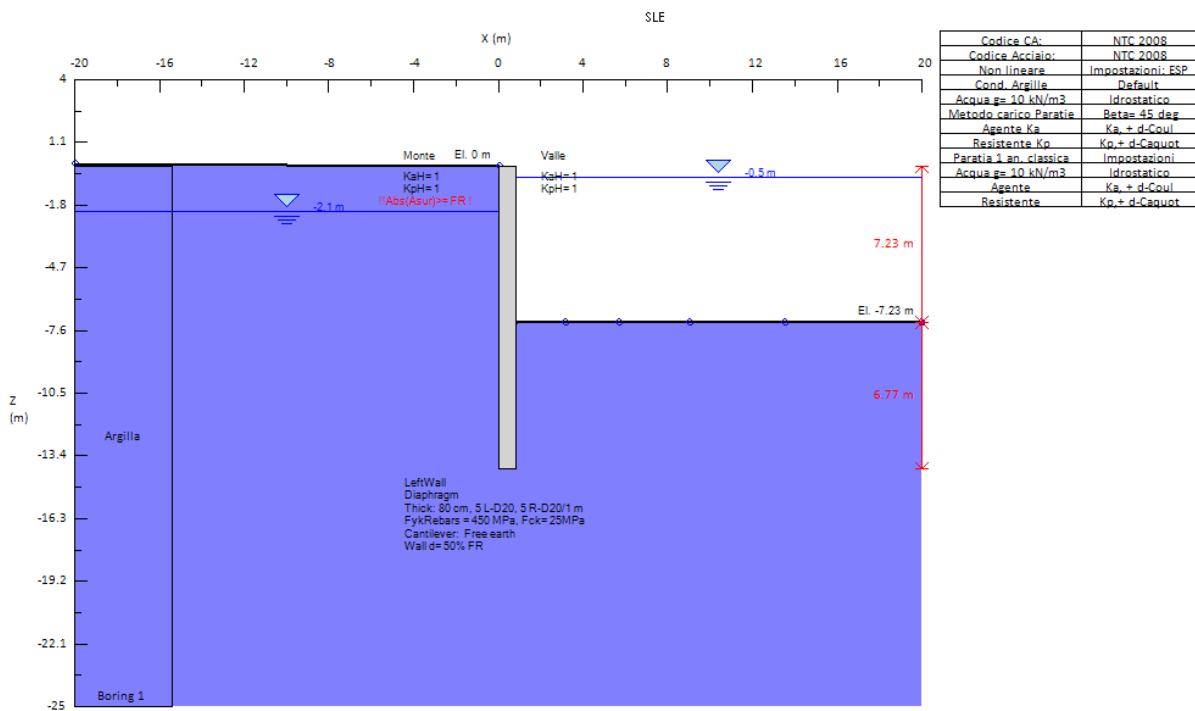 SLE
X (m)
-20 -16 -12 -8 -4 0 4 8 12 16 20
4
1.1
-1.8
-4.7
-7.6
-10.5
-13.4
-16.3
-19.2
-22.1
-25
Z
(m)
Monte El. 0 m Valle
KaH= 1 KaH= 1
KpH= 1 KpH= 1
!!Abs(Asur)>= FR !
-2.1 m
-0.5 m
7.23 m
El. -7.23 m
6.77 m
Argilla
Boring 1
LeftWall
Diaphragm
Thick: 80 cm, 5 L-D20, 5 R-D20/1 m
FykRebars = 450 MPa, Fck= 25MPa
Cantilever: Free earth
Wall d= 50% FR
Codice CA: NTC 2008
Codice Acciaio: NTC 2008
Non lineare Impostazioni: ESP
Cond. Argille Default
Acqua g= 10 kN/m3 Idrostatico
Metodo carico Paratie Beta= 45 deg
Agente Ka Ka, + d-Coul
Resistente Kp Kp,+ d-Caquot
Paratia 1 an. classica Impostazioni
Acqua g= 10 kN/m3 Idrostatico
Agente Ka, + d-Coul
Resistente Kp,+ d-Caquot